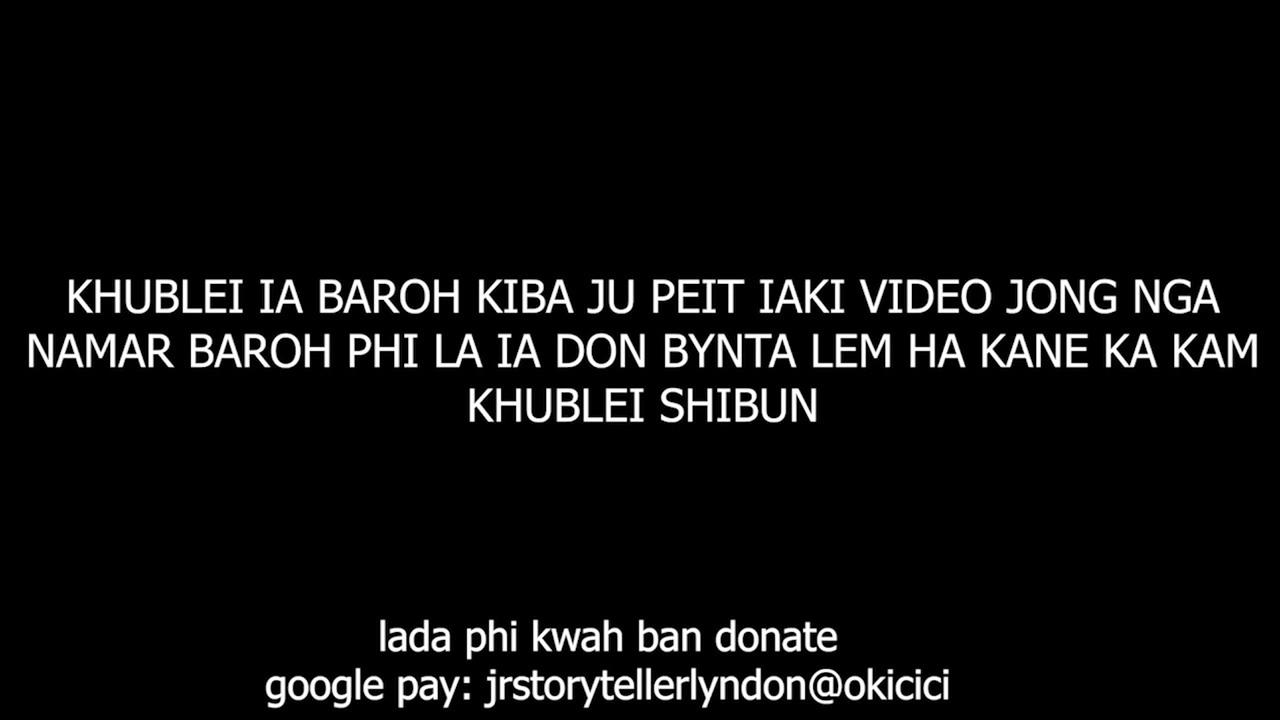 KHUBLEI IA BAROH KIBA JU PEIT IAKI VIDEO JONG NGA
NAMAR BAROH PHI LA IA DON BYNTA LEM HA KANE KA KAM
KHUBLEI SHIBUN
lada phi kwah ban donate
google pay: jrstorytellerlyndon@okicici